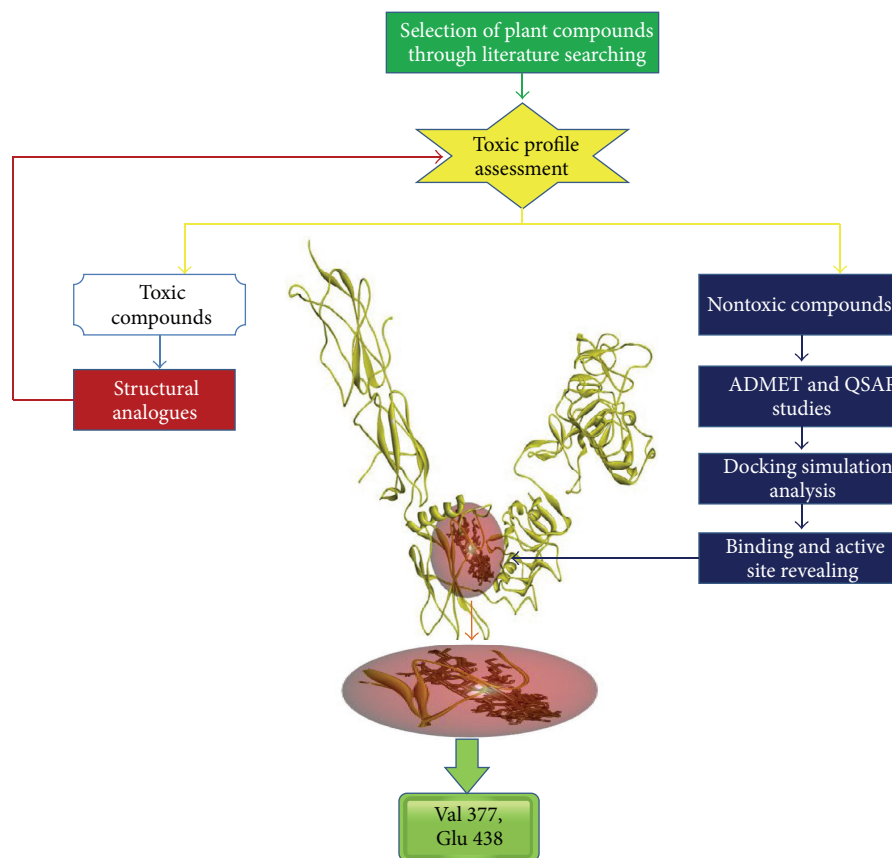 Selection of plant compounds
through literature searching
Toxic profile
assessment
Toxic
compounds
Nontoxic compounds
Structural
analogues
ADMET and QSAR
studies
Docking simulation
analysis
Binding and active
site revealing
Val 377,
Glu 438